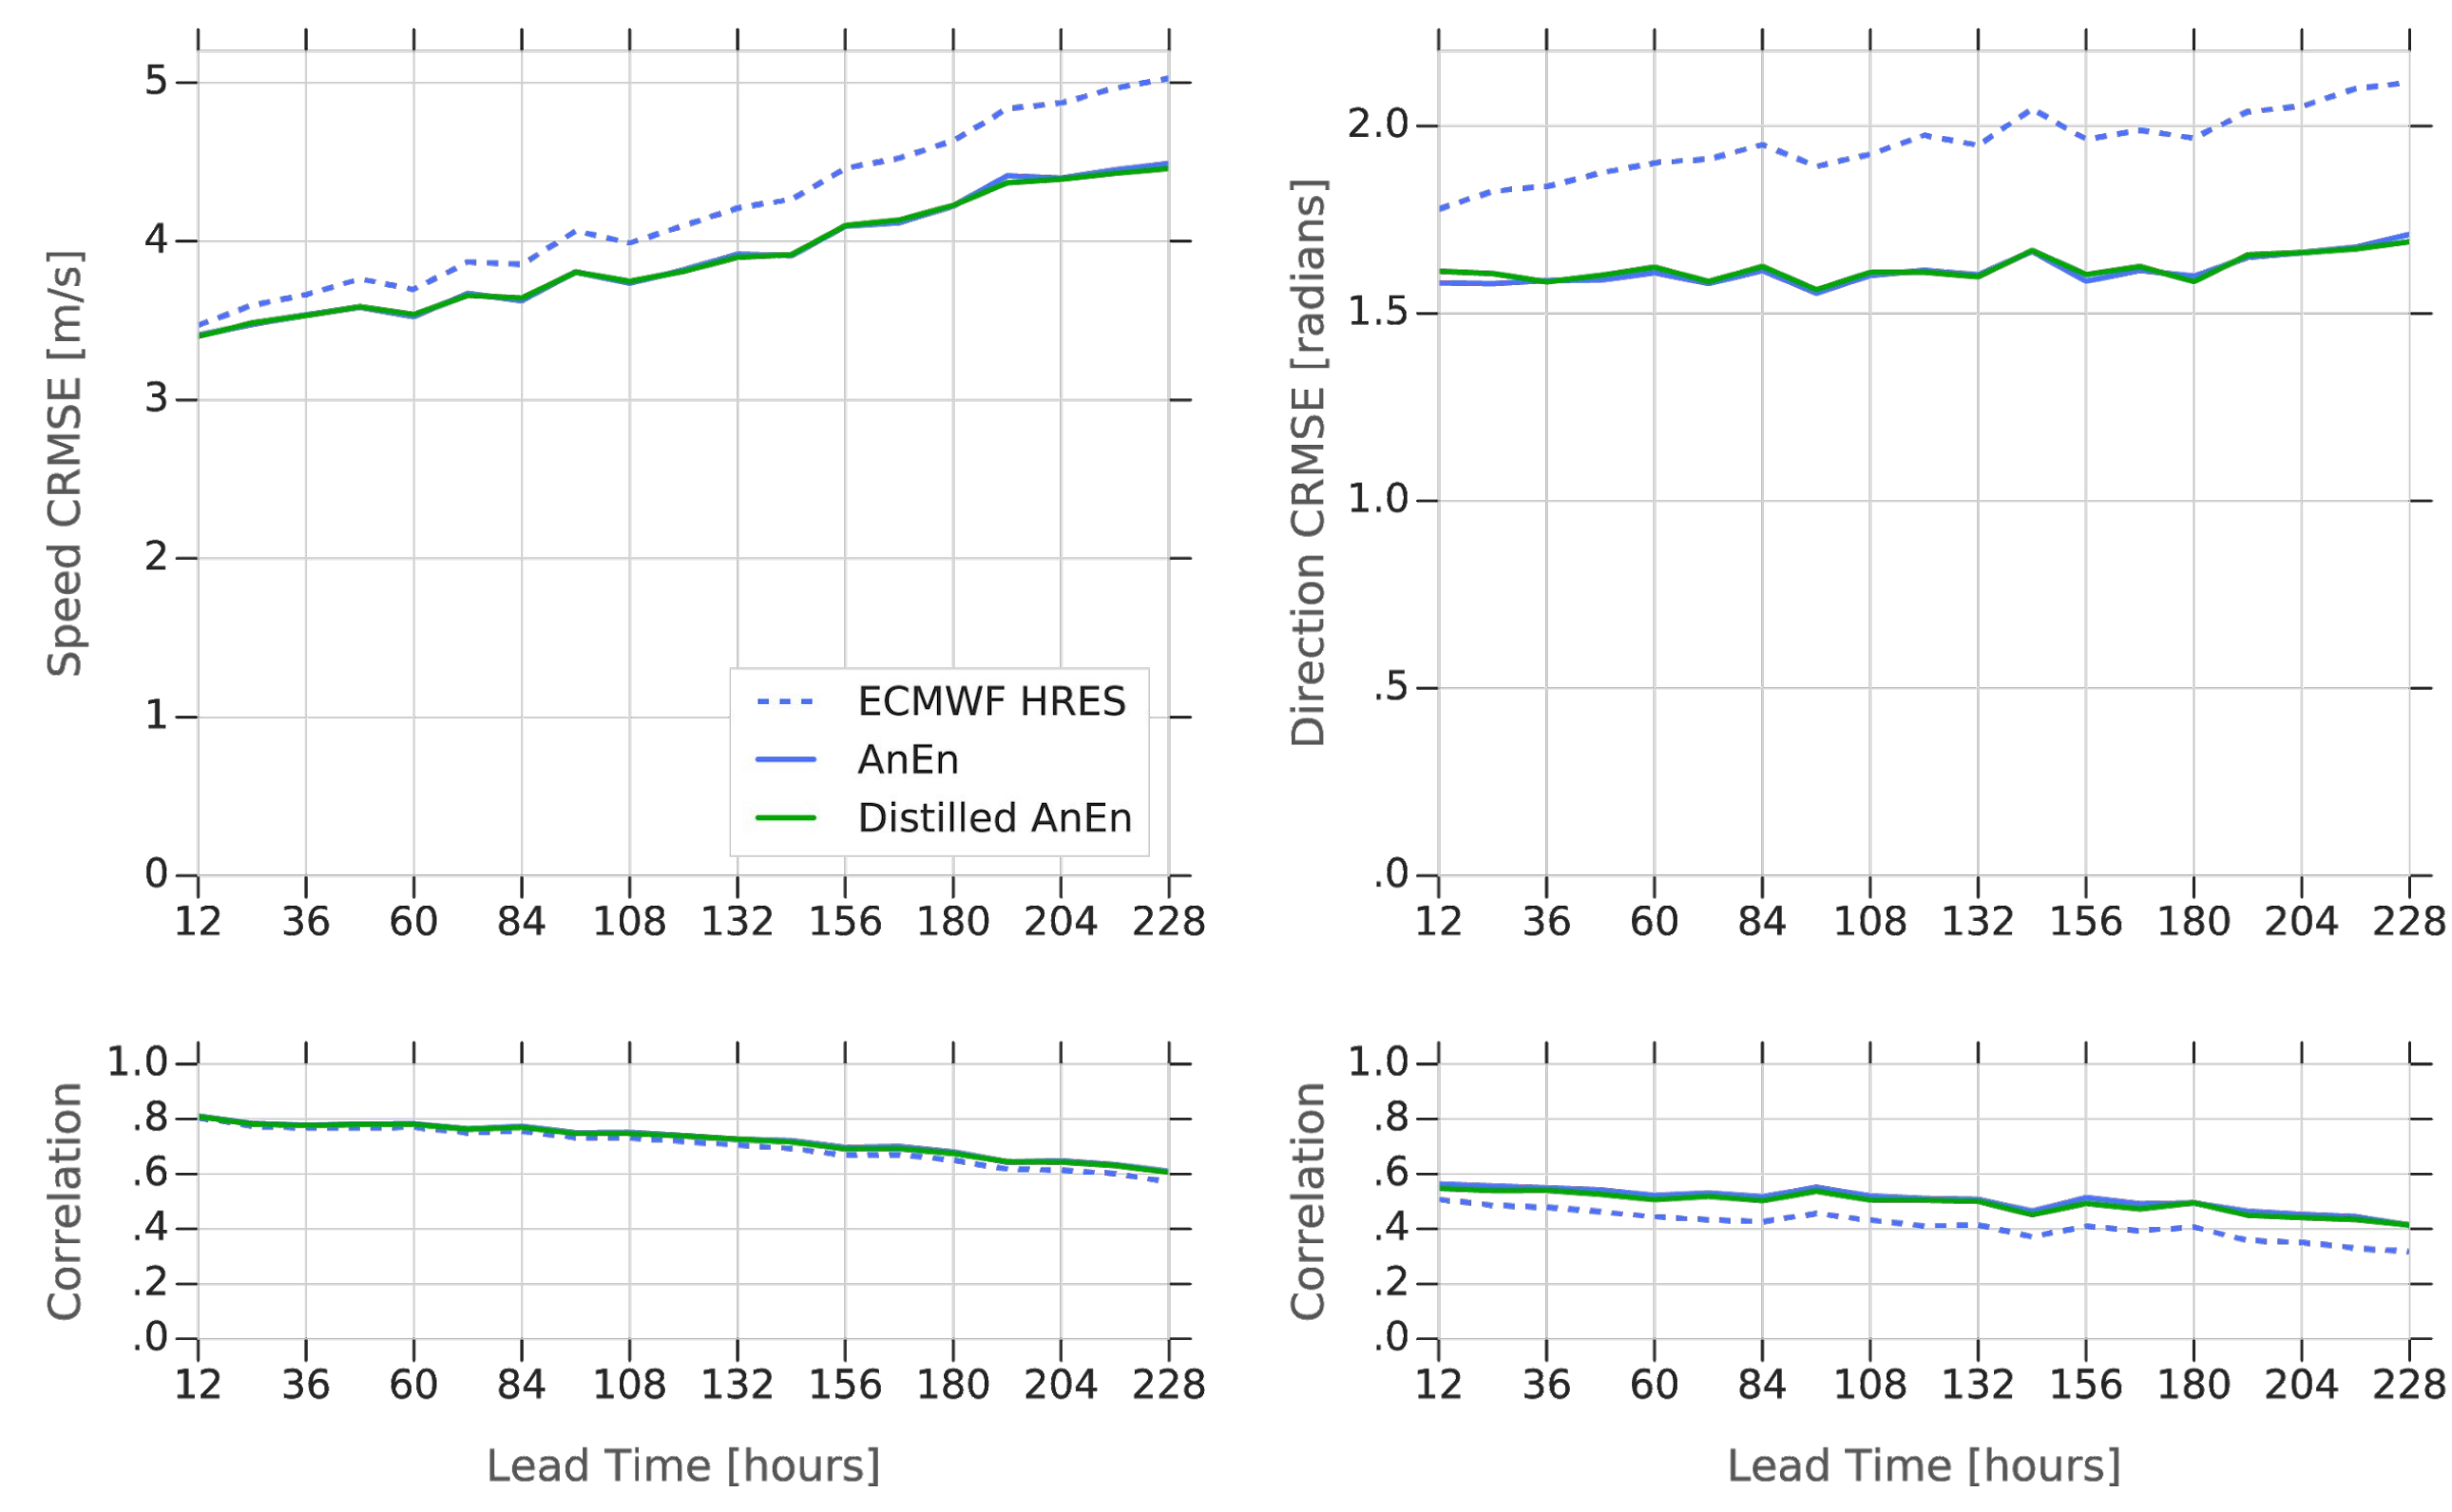 Speed CRMSE [m/s]
5
4
3
2
1
0
ECMWF HRES
AnEn
Distilled AnEn
12 36 60 84 108 132 156 180 204 228
Direction CRMSE [radians]
2.0
1.5
1.0
.5
.0
12 36 60 84 108 132 156 180 204 228
Correlation
1.0
.8
.6
.4
.2
.0
12 36 60 84 108 132 156 180 204 228
Lead Time [hours]
Correlation
1.0
.8
.6
.4
.2
.0
12 36 60 84 108 132 156 180 204 228
Lead Time [hours]